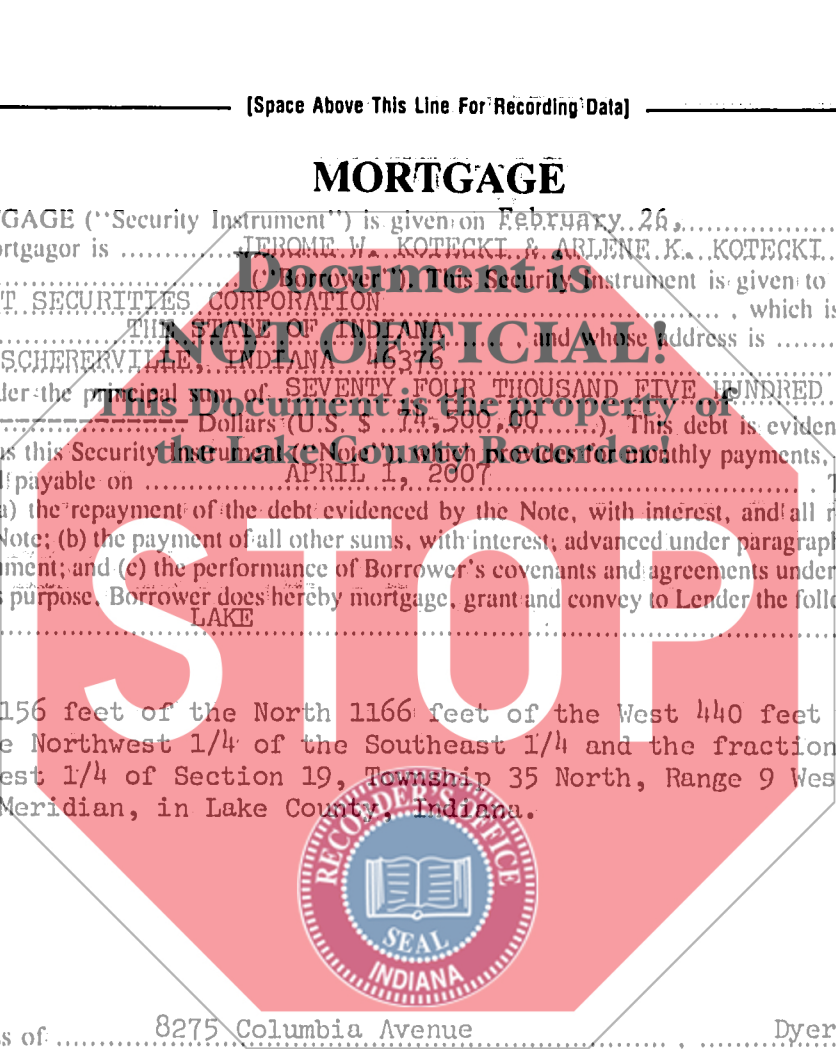 [Space Above This Line For Recording Data]
MORTGAGE
GAGE (“Security Instrument”) is given on February 26,
ortgagor is JEROME W. KOTECKI & ARLENE K. KOTECKI
(“Borrower”). This Security Instrument is given to
T SECURITIES CORPORATION , which is
THE STATE OF INDIANA and whose address is
SCHERERVILLE, INDIANA 46376
der the principal sum of SEVENTY FOUR THOUSAND FIVE HUNDRED
Dollars (U.S. $ 74,500.00 ). This debt is eviden
as this Security Instrument (“Note”), which provides for monthly payments,
payable on APRIL 1, 2007 .
a) the repayment of the debt evidenced by the Note, with interest, and all r
Note; (b) the payment of all other sums, with interest, advanced under paragraph
ment; and (c) the performance of Borrower's covenants and agreements under
s purpose, Borrower does hereby mortgage, grant and convey to Lender the follo
LAKE
156 feet of the North 1166 feet of the West 440 feet
e Northwest 1/4 of the Southeast 1/4 and the fraction
est 1/4 of Section 19, Township 35 North, Range 9 Wes
Meridian, in Lake County, Indiana.
s of 8275 Columbia Avenue , Dyer
Document is
NOT OFFICIAL!
This Document is the property of
the Lake County Recorder!
STOP
RECORDER'S OFFICE
SEAL
INDIANA